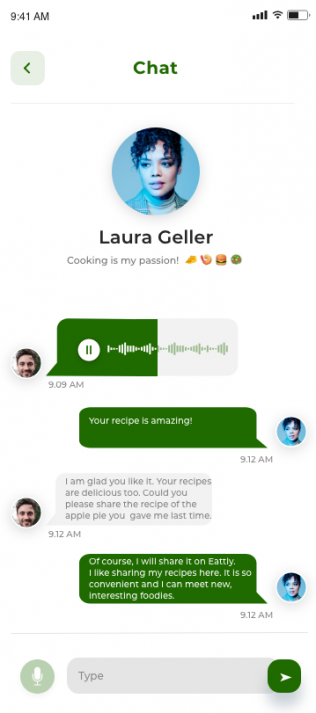 9:41 AM
Chat
Laura Geller
Cooking is my passion!
9.09 AM
Your recipe is amazing!
9.12 AM
I am glad you like it. Your recipes
are delicious too. Could you
please share the recipe of the
apple pie you gave me last time.
9.12 AM
Of course, I will share it on Eattly.
I like sharing my recipes here. It is so
convenient and I can meet new,
interesting foodies.
9.12 AM
Type